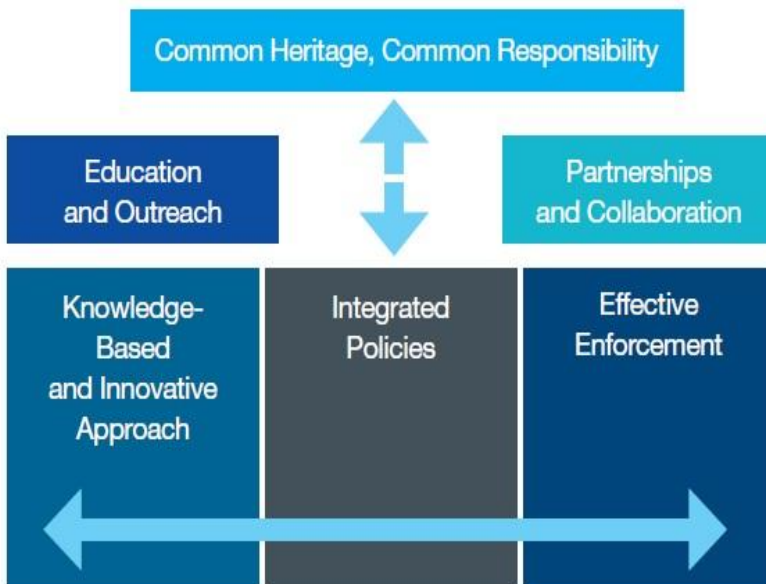 Common Heritage, Common Responsibility
Education
and Outreach
Partnerships
and Collaboration
Knowledge-
Based
and Innovative
Approach
Integrated
Policies
Effective
Enforcement